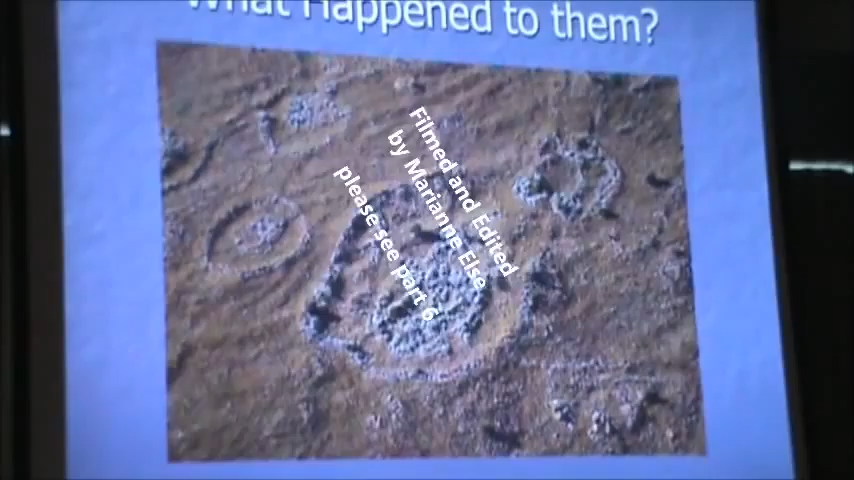 What Happened to them?
Filmed and Edited
by Marianne Else
please see part 6